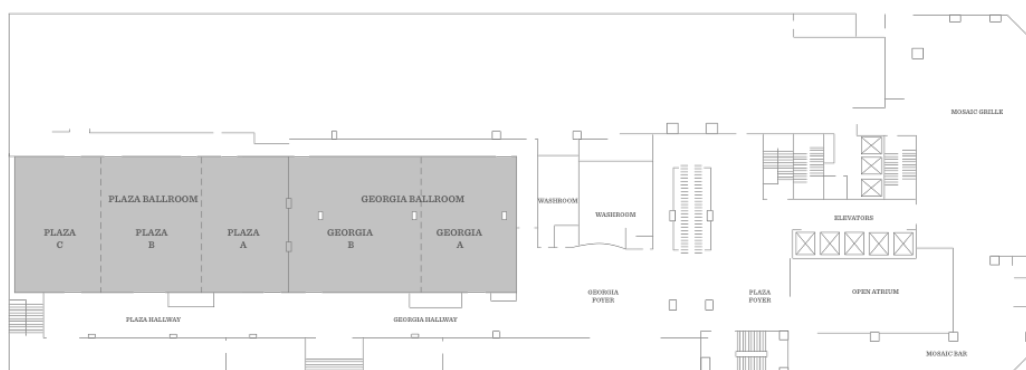 MOSAIC GRILLE
PLAZA BALLROOM
GEORGIA BALLROOM
WASHROOM
WASHROOM
ELEVATORS
PLAZA
C
PLAZA
B
PLAZA
A
GEORGIA
B
GEORGIA
A
GEORGIA
FOYER
PLAZA
FOYER
OPEN ATRIUM
PLAZA HALLWAY
GEORGIA HALLWAY
MOSAIC BAR